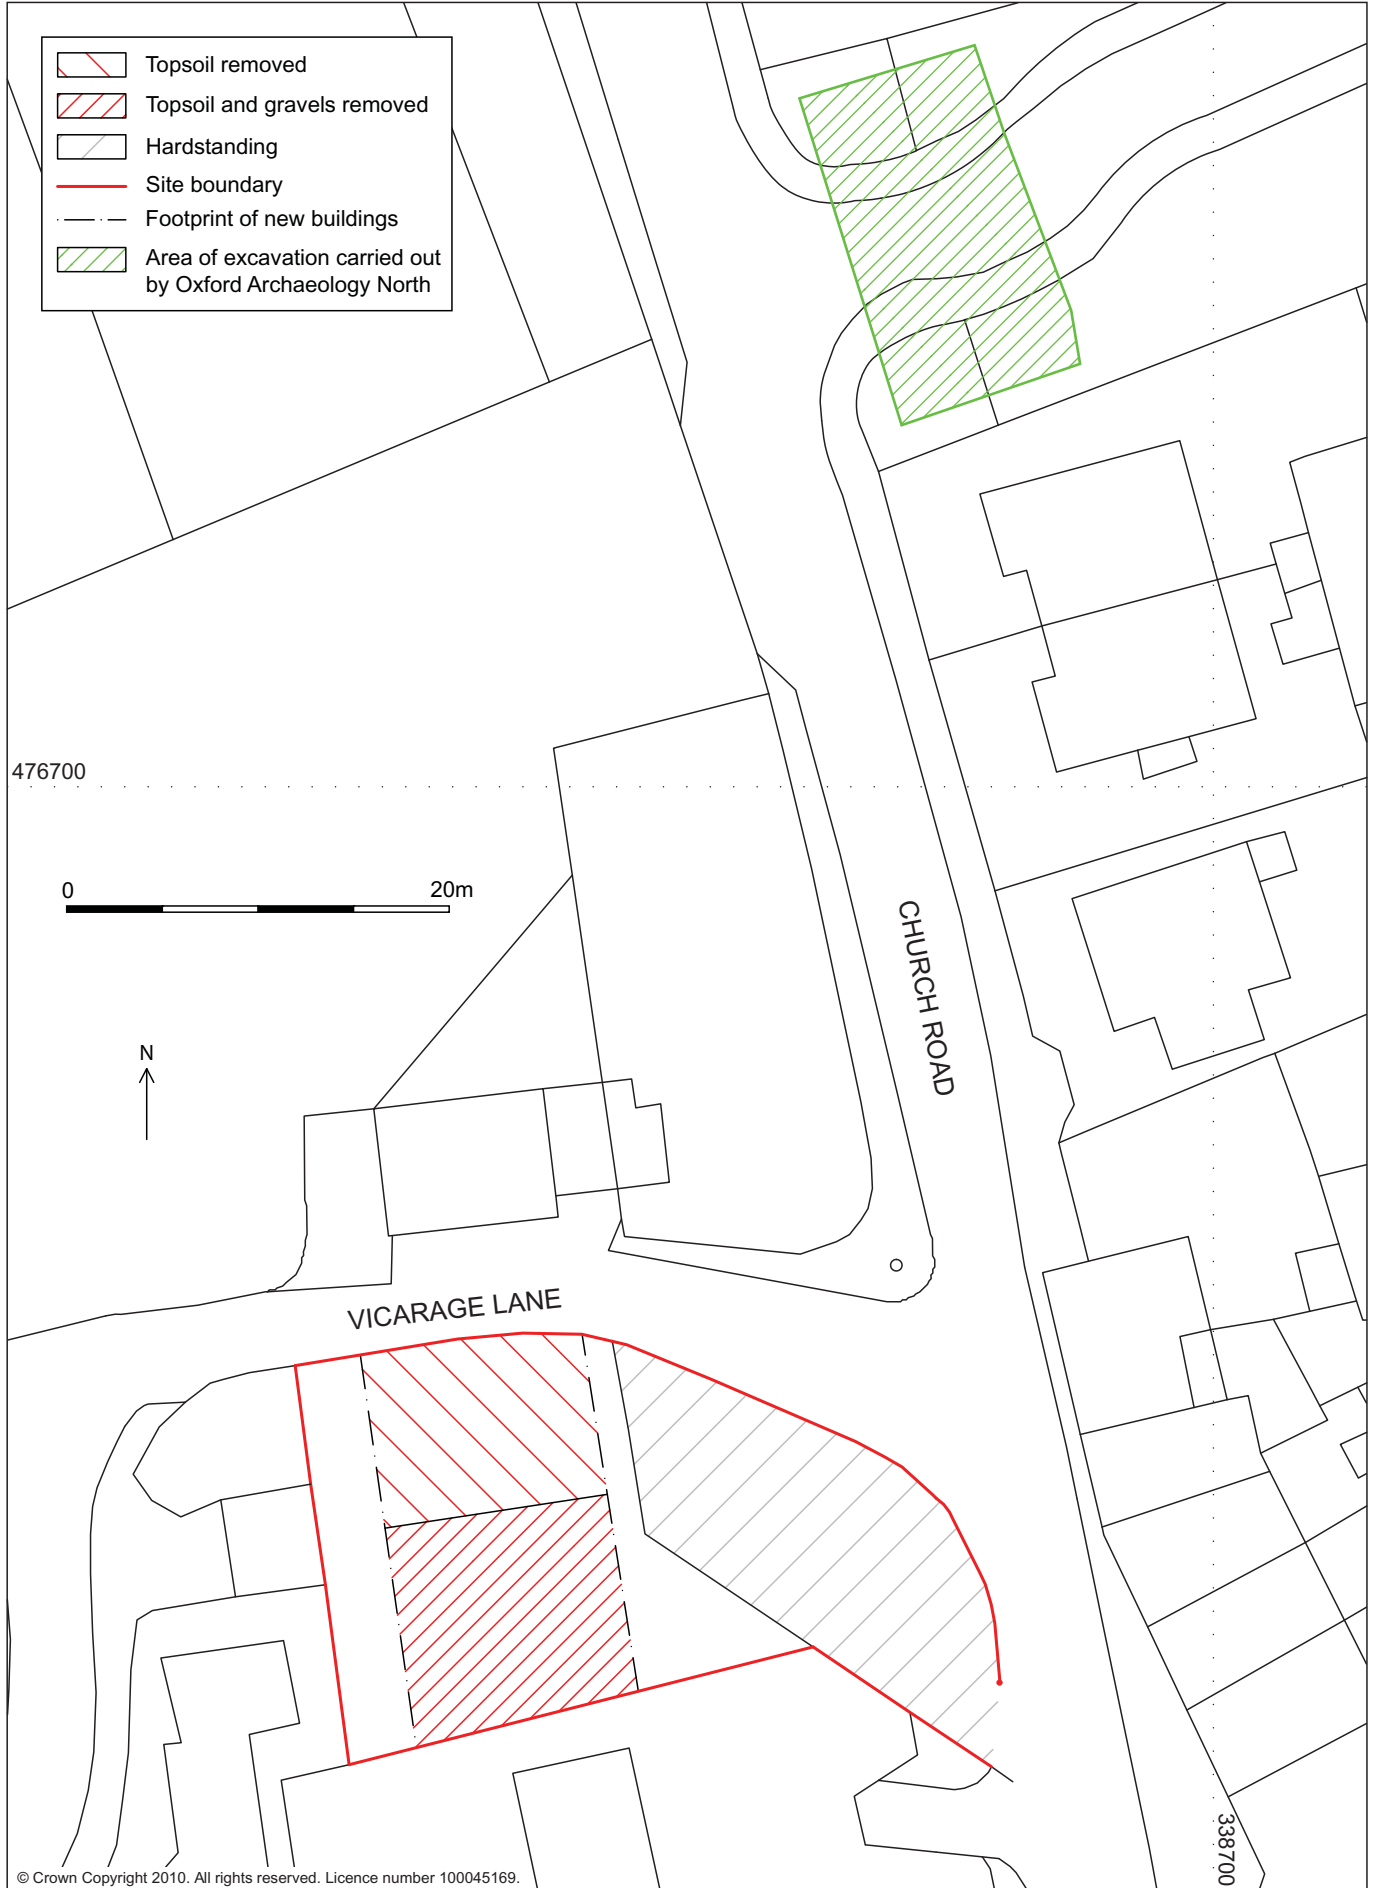 Topsoil removed
Topsoil and gravels removed
Hardstanding
Site boundary
Footprint of new buildings
Area of excavation carried out
by Oxford Archaeology North
476700
0 20m
CHURCH ROAD
N
VICARAGE LANE
338700
© Crown Copyright 2010. All rights reserved. Licence number 100045169.